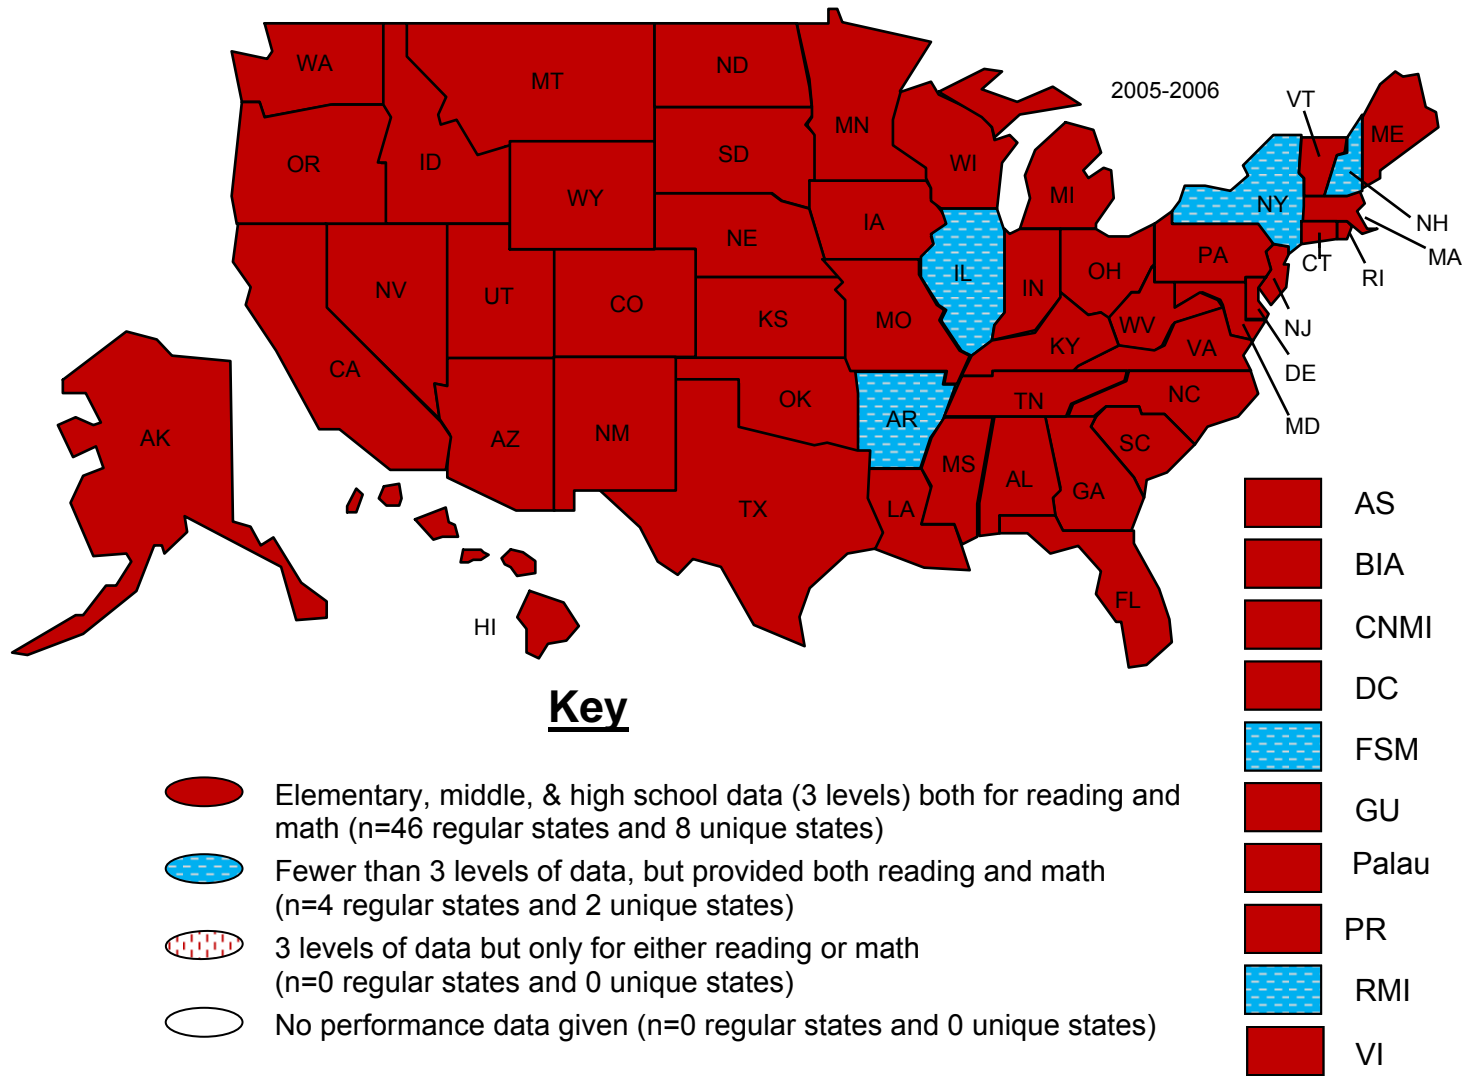 2005-2006
WA
MT
ND
MN
VT
ME
OR
ID
SD
WI
WY
MI
NY
NH
IA
NE
MA
CT
RI
PA
OH
IL
IN
NV
UT
CO
KS
MO
WV
NJ
KY
VA
DE
CA
OK
TN
NC
MD
AK
AZ
NM
AR
SC
MS
AL
GA
TX
LA
FL
HI
AS
BIA
CNMI
DC
FSM
GU
Palau
PR
RMI
VI
Key
Elementary, middle, & high school data (3 levels) both for reading and
math (n=46 regular states and 8 unique states)
Fewer than 3 levels of data, but provided both reading and math
(n=4 regular states and 2 unique states)
3 levels of data but only for either reading or math
(n=0 regular states and 0 unique states)
No performance data given (n=0 regular states and 0 unique states)